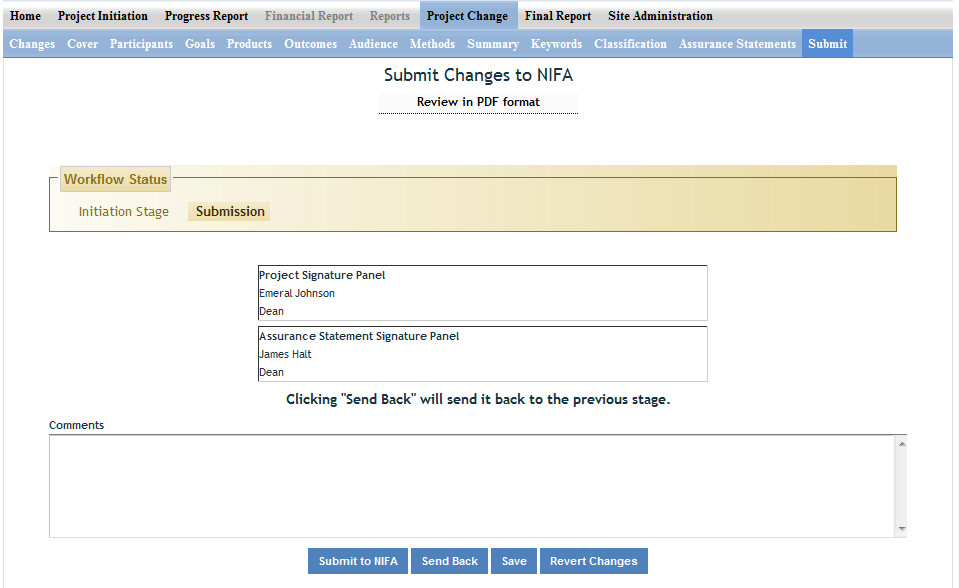 Home Project Initiation Progress Report Financial Report Reports Project Change Final Report Site Administration
Changes Cover Participants Goals Products Outcomes Audience Methods Summary Keywords Classification Assurance Statements Submit
Submit Changes to NIFA
Review in PDF format
Workflow Status
Initiation Stage Submission
Project Signature Panel
Emeral Johnson
Dean
Assurance Statement Signature Panel
James Halt
Dean
Clicking "Send Back" will send it back to the previous stage.
Comments
Submit to NIFA Send Back Save Revert Changes